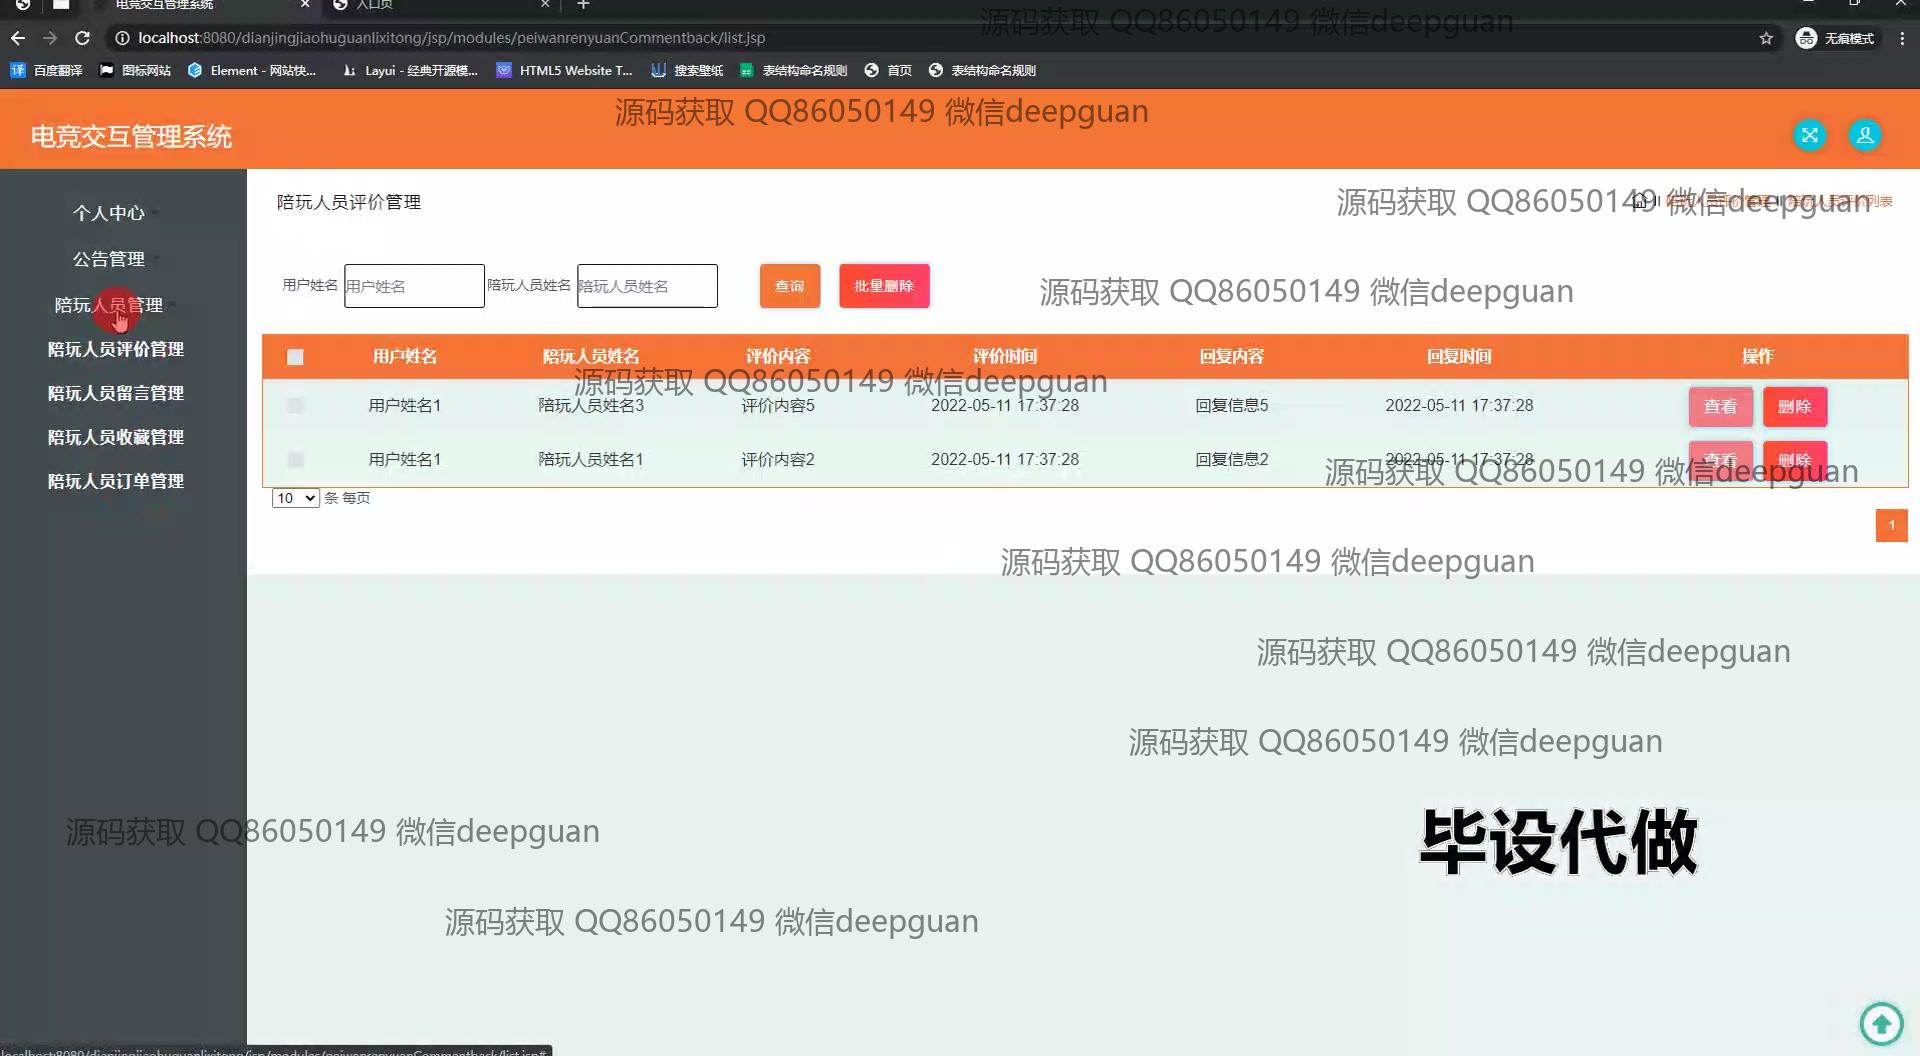 电竞交互管理系统
入口页
localhost:8080/dianjingjiaohuguanlixitong/jsp/modules/peiwanrenyuanCommentback/list.jsp
无痕模式
源码获取 QQ86050149 微信deepguan
百度翻译
图标网站
Element - 网站快...
Layui - 经典开源模...
HTML5 Website T...
搜索壁纸
表结构命名规则
首页
表结构命名规则
源码获取 QQ86050149 微信deepguan
电竞交互管理系统
个人中心
公告管理
陪玩人员管理
陪玩人员评价管理
陪玩人员留言管理
陪玩人员收藏管理
陪玩人员订单管理
陪玩人员评价管理
源码获取 QQ86050149 微信deepguan
用户姓名 用户姓名 陪玩人员姓名 陪玩人员姓名 查询 批量删除
源码获取 QQ86050149 微信deepguan
用户姓名 陪玩人员姓名 评价内容 评价时间 回复内容 回复时间 操作
源码获取 QQ86050149 微信deepguan
用户姓名1 陪玩人员姓名3 评价内容5 2022-05-11 17:37:28 回复信息5 2022-05-11 17:37:28 查看 删除
用户姓名1 陪玩人员姓名1 评价内容2 2022-05-11 17:37:28 回复信息2 2022-05-11 17:37:28 查看 删除
源码获取 QQ86050149 微信deepguan
10 条 每页
1
源码获取 QQ86050149 微信deepguan
源码获取 QQ86050149 微信deepguan
源码获取 QQ86050149 微信deepguan
源码获取 QQ86050149 微信deepguan
毕设代做
源码获取 QQ86050149 微信deepguan
localhost:8080/dianjingjiaohuguanlixitong/jsp/modules/peiwanrenyuanCommentback/list.jsp#